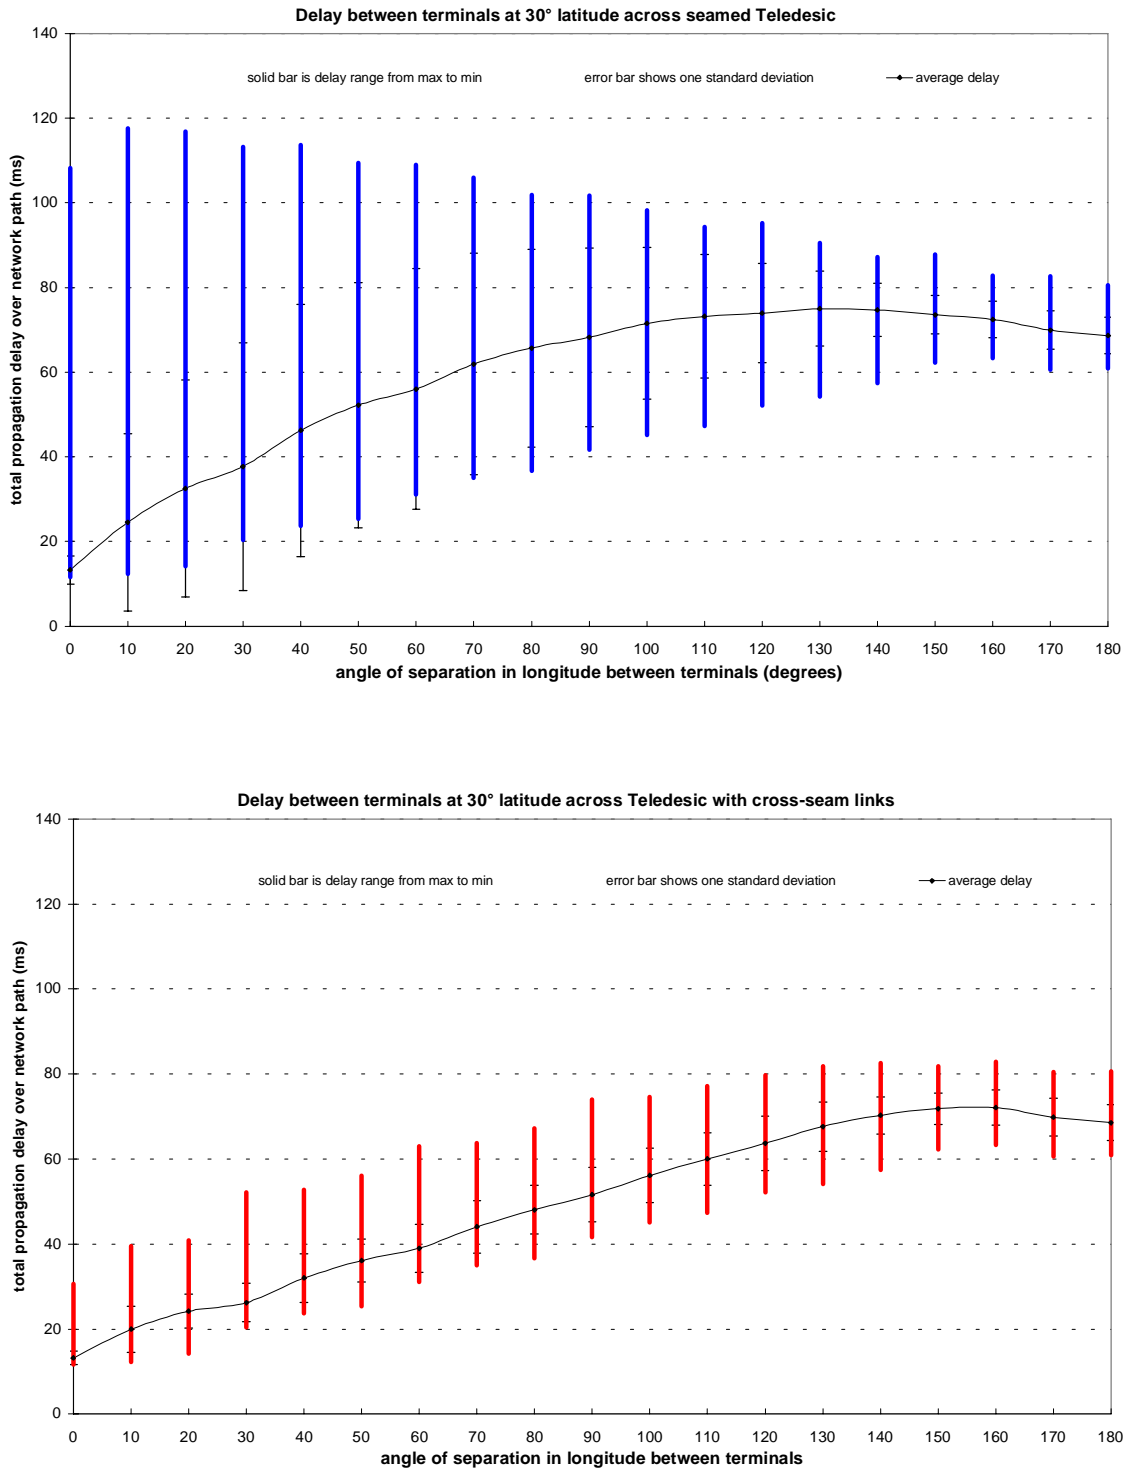 Delay between terminals at 30° latitude across seamed Teledesic
140
solid bar is delay range from max to min error bar shows one standard deviation average delay
120
100
80
60
40
20
0
total propagation delay over network path (ms)
0 10 20 30 40 50 60 70 80 90 100 110 120 130 140 150 160 170 180
angle of separation in longitude between terminals (degrees)
Delay between terminals at 30° latitude across Teledesic with cross-seam links
140
solid bar is delay range from max to min error bar shows one standard deviation average delay
120
100
80
60
40
20
0
total propagation delay over network path (ms)
0 10 20 30 40 50 60 70 80 90 100 110 120 130 140 150 160 170 180
angle of separation in longitude between terminals